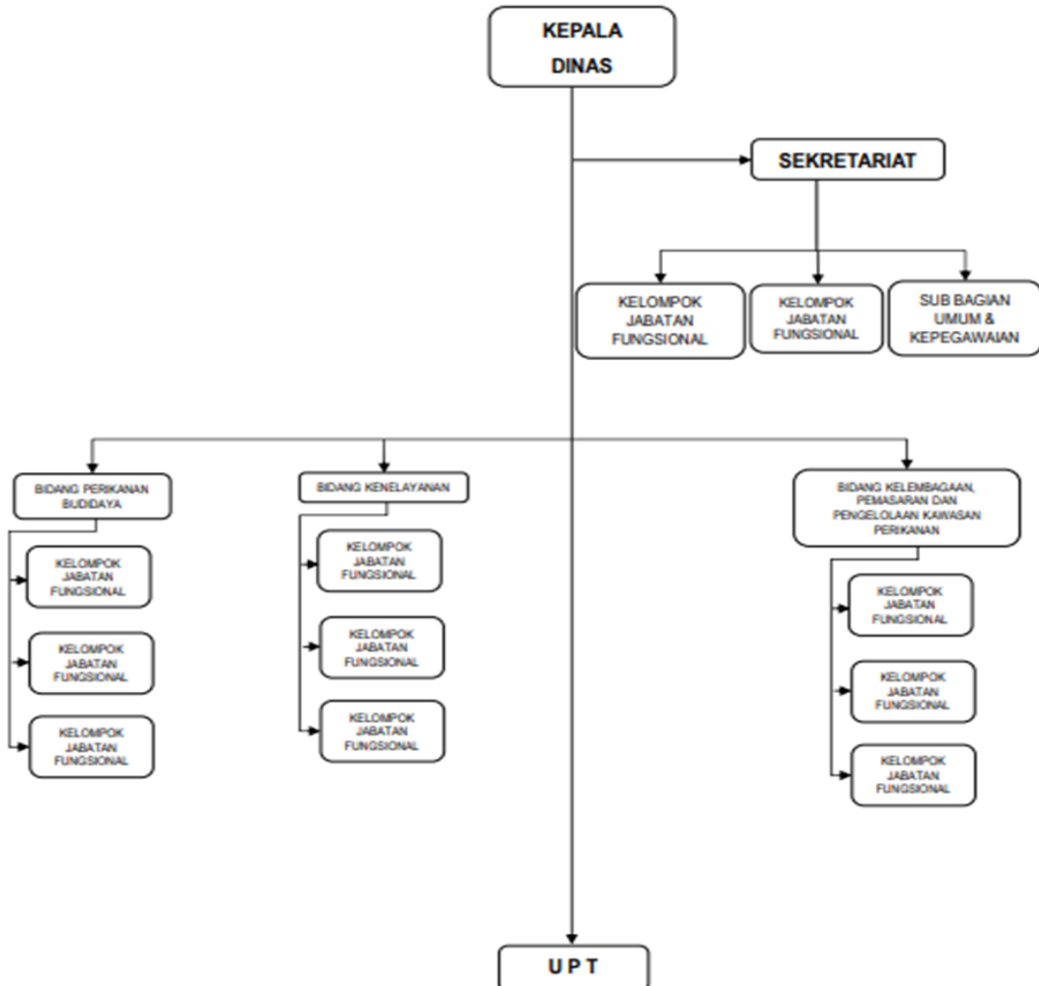 KEPALA
DINAS
SEKRETARIAT
KELOMPOK
JABATAN
FUNGSIONAL
KELOMPOK
JABATAN
FUNGSIONAL
SUB BAGIAN
UMUM &
KEPEGAWAIAN
BIDANG PERIKANAN
BUDIDAYA
KELOMPOK
JABATAN
FUNGSIONAL
KELOMPOK
JABATAN
FUNGSIONAL
KELOMPOK
JABATAN
FUNGSIONAL
BIDANG KENELAYANAN
KELOMPOK
JABATAN
FUNGSIONAL
KELOMPOK
JABATAN
FUNGSIONAL
KELOMPOK
JABATAN
FUNGSIONAL
BIDANG KELEMBAGAAN,
PEMASARAN DAN
PENGELOLAAN KAWASAN
PERIKANAN
KELOMPOK
JABATAN
FUNGSIONAL
KELOMPOK
JABATAN
FUNGSIONAL
KELOMPOK
JABATAN
FUNGSIONAL
U P T